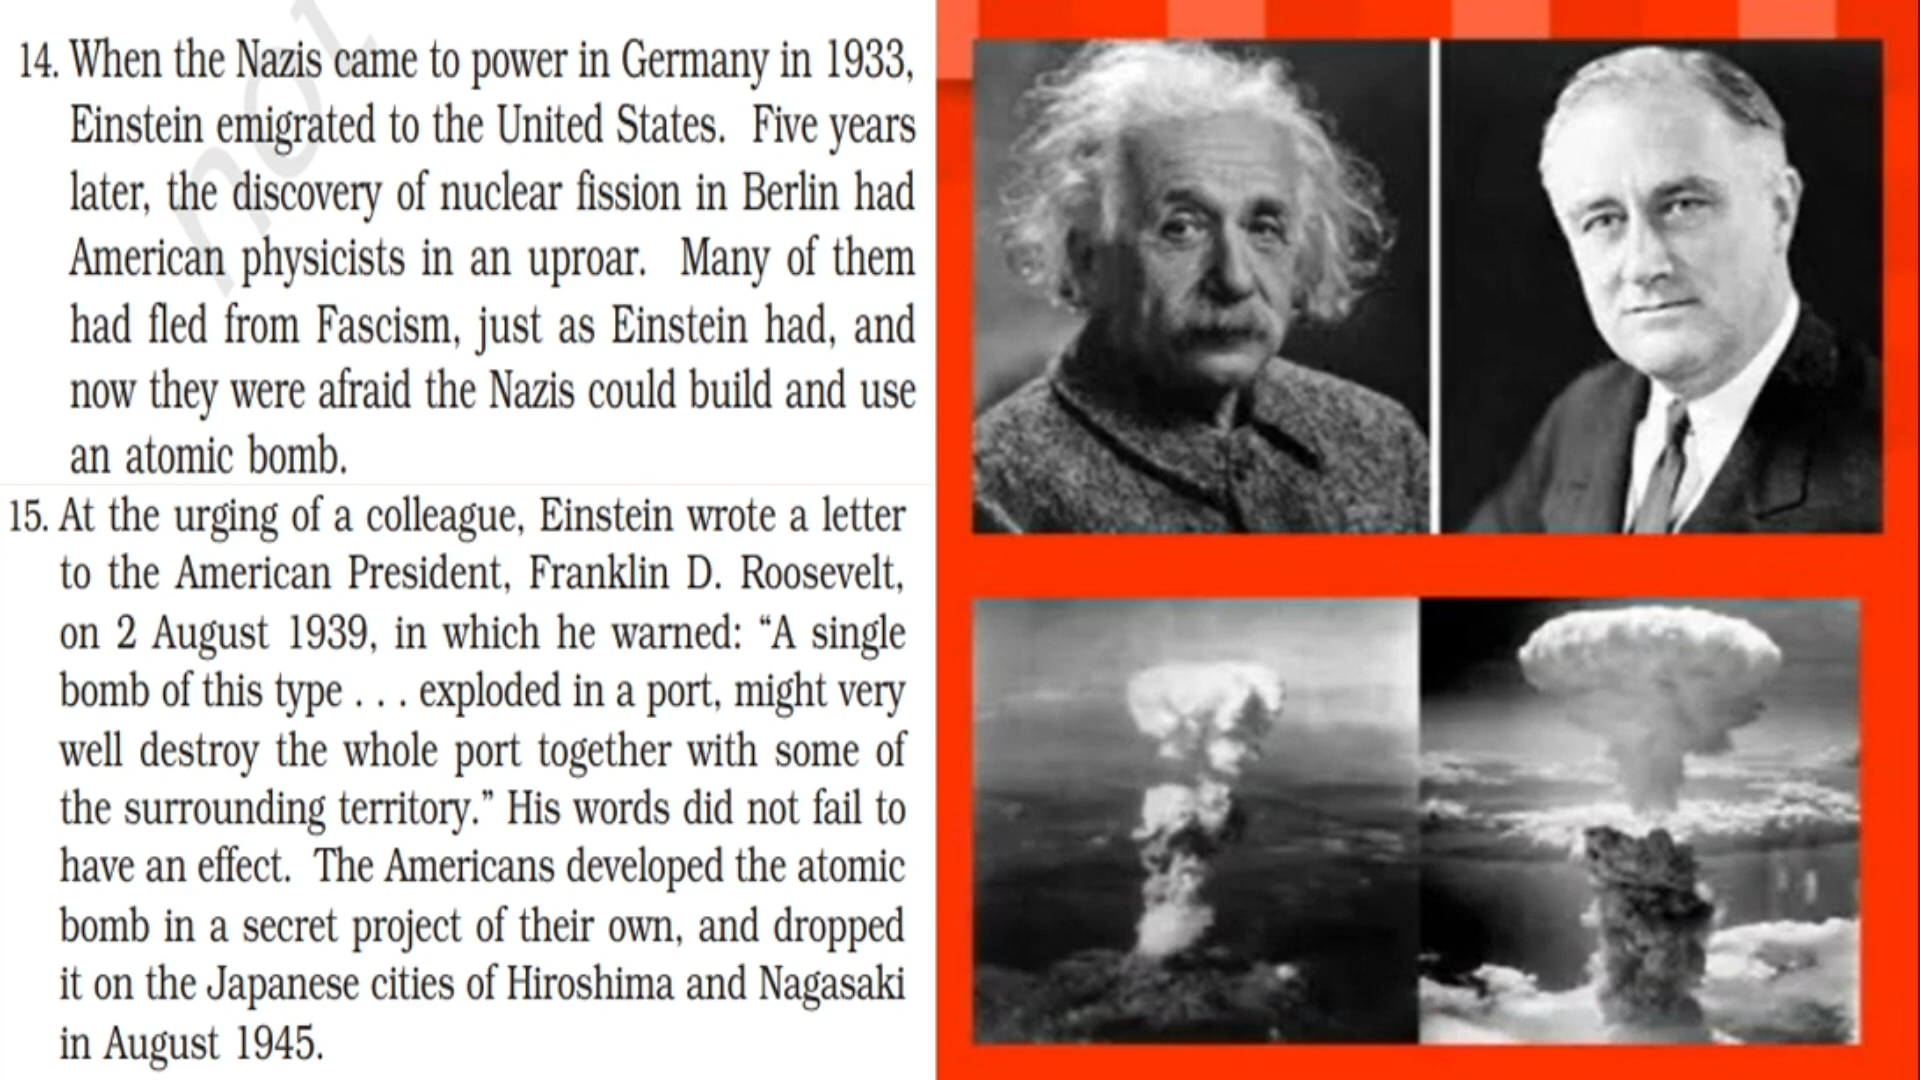 14. When the Nazis came to power in Germany in 1933,
Einstein emigrated to the United States. Five years
later, the discovery of nuclear fission in Berlin had
American physicists in an uproar. Many of them
had fled from Fascism, just as Einstein had, and
now they were afraid the Nazis could build and use
an atomic bomb.
15. At the urging of a colleague, Einstein wrote a letter
to the American President, Franklin D. Roosevelt,
on 2 August 1939, in which he warned: “A single
bomb of this type . . . exploded in a port, might very
well destroy the whole port together with some of
the surrounding territory.” His words did not fail to
have an effect. The Americans developed the atomic
bomb in a secret project of their own, and dropped
it on the Japanese cities of Hiroshima and Nagasaki
in August 1945.
not